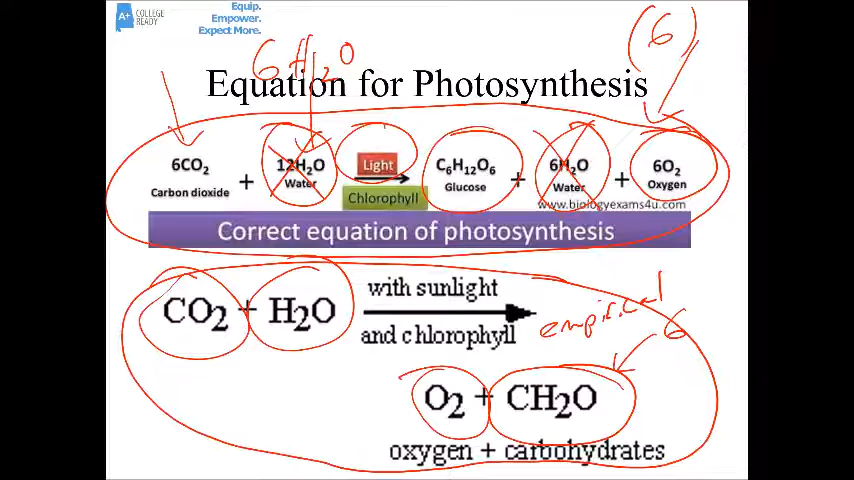 A+ COLLEGE READY
Equip.
Empower.
Expect More.
(6)
6 H2O
Equation for Photosynthesis
6CO2 + 12H2O Light C6H12O6 + 6H2O + 6O2
Carbon dioxide Water Chlorophyll Glucose Water Oxygen
www.biologyexams4u.com
Correct equation of photosynthesis
CO2 + H2O with sunlight
and chlorophyll
empirical
6
O2 + CH2O
oxygen + carbohydrates